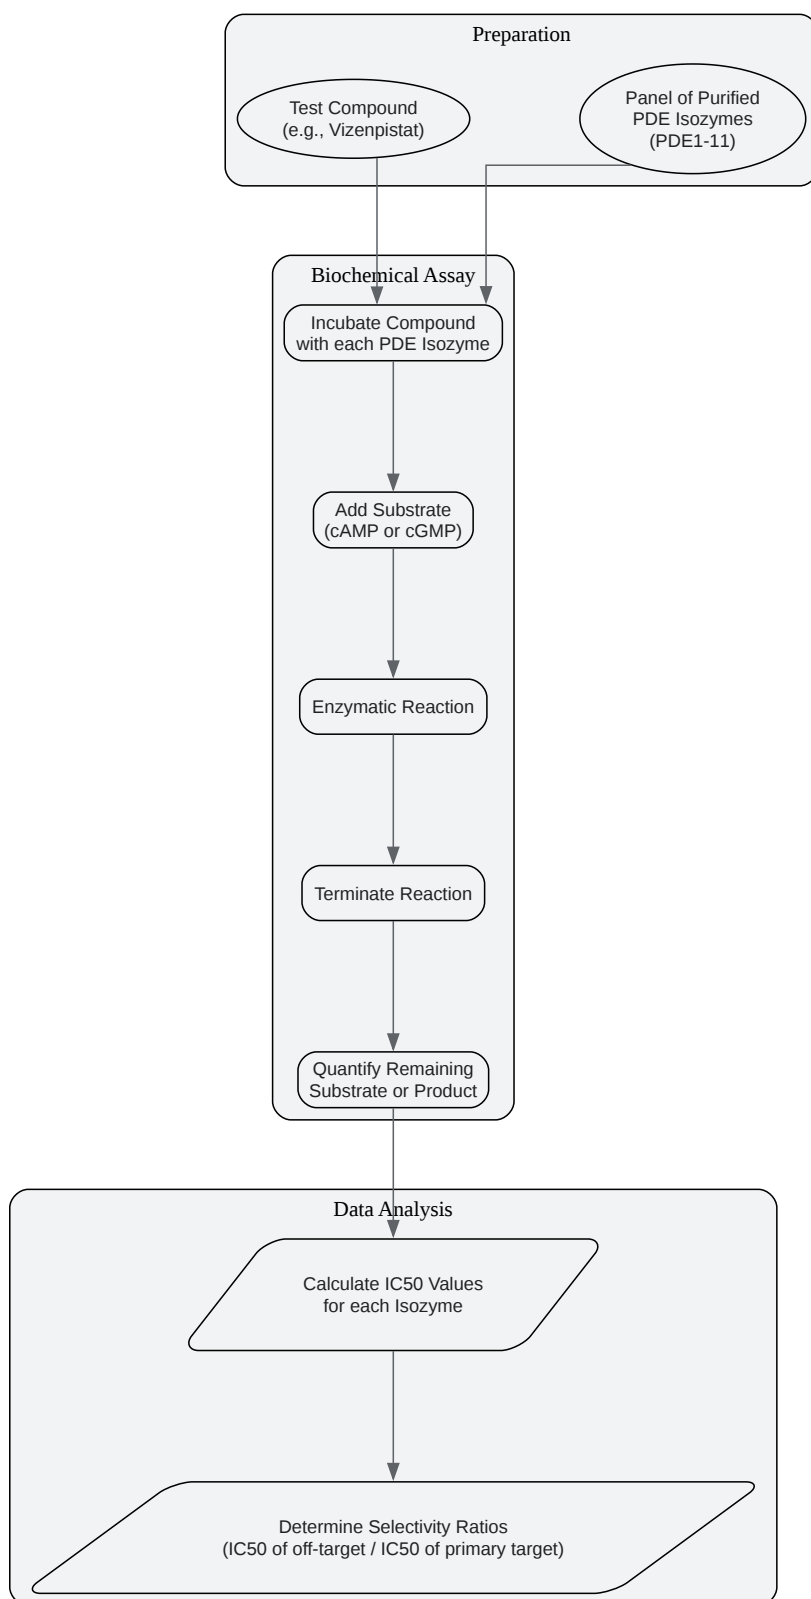 Preparation
Test Compound
(e.g., Vizenpistat)
Panel of Purified
PDE Isozymes
(PDE1-11)
Biochemical Assay
Incubate Compound
with each PDE Isozyme
Add Substrate
(cAMP or cGMP)
Enzymatic Reaction
Terminate Reaction
Quantify Remaining
Substrate or Product
Data Analysis
Calculate IC50 Values
for each Isozyme
Determine Selectivity Ratios
(IC50 of off-target / IC50 of primary target)